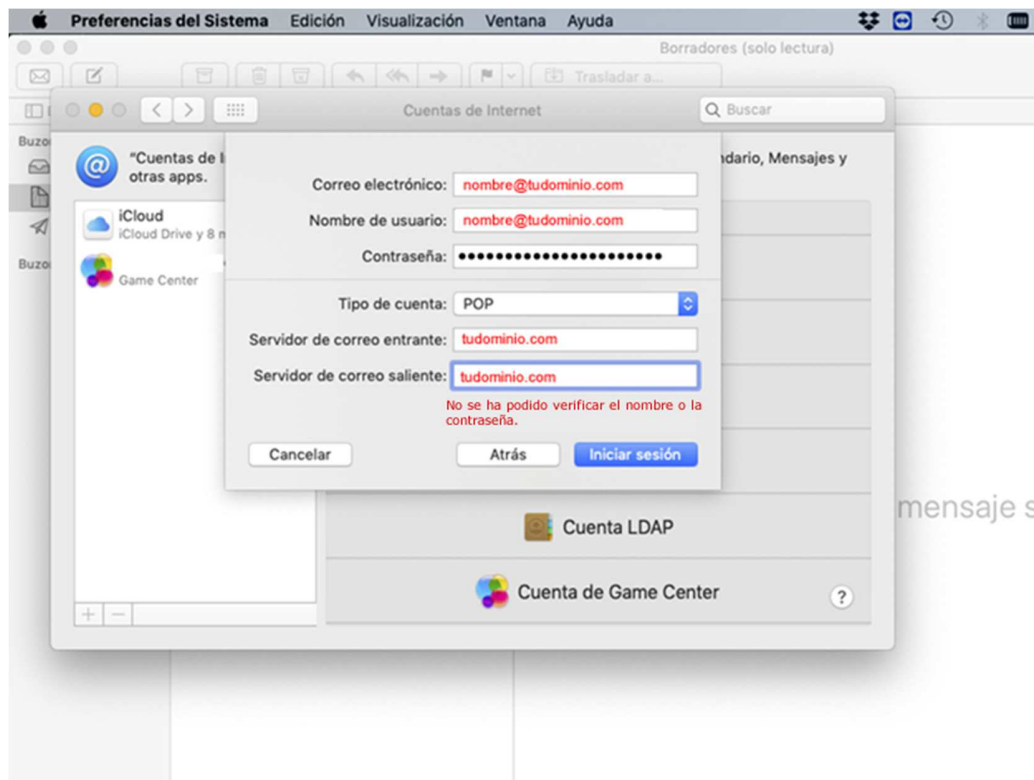 Preferencias del Sistema Edición Visualización Ventana Ayuda
Borradores (solo lectura)
Trasladar a...
Cuentas de Internet
Buscar
Buzo
"Cuentas de I
ndario, Mensajes y
otras apps.
Correo electrónico: nombre@tudominio.com
iCloud
iCloud Drive y 8 m
Nombre de usuario: nombre@tudominio.com
Contraseña: ••••••••••••••••••••••
Buzo
Game Center
Tipo de cuenta: POP
Servidor de correo entrante: tudominio.com
Servidor de correo saliente: tudominio.com
No se ha podido verificar el nombre o la
contraseña.
Cancelar Atrás Iniciar sesión
mensaje s
Cuenta LDAP
Cuenta de Game Center
?